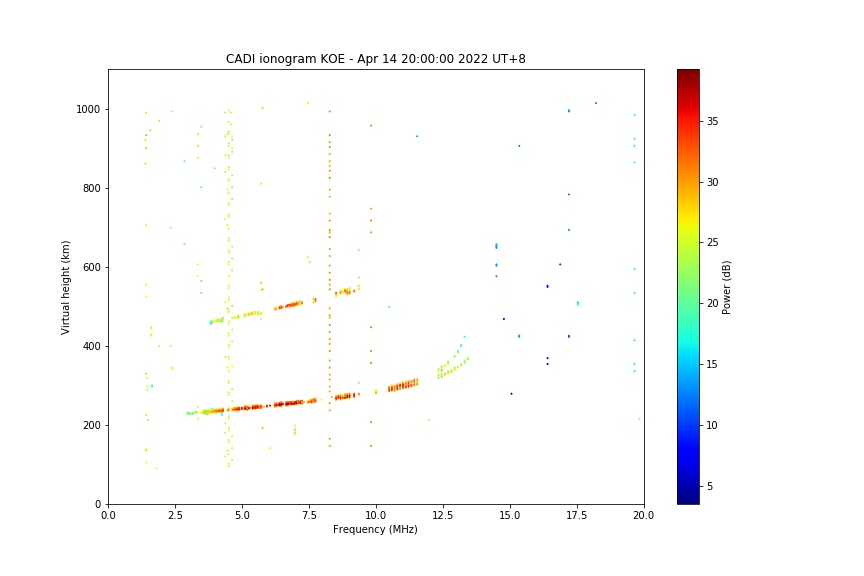 CADI ionogram KOE - Apr 14 20:00:00 2022 UT+8
1000
800
600
400
200
0
Virtual height (km)
0.0 2.5 5.0 7.5 10.0 12.5 15.0 17.5 20.0
Frequency (MHz)
35
30
25
20
15
10
5
Power (dB)